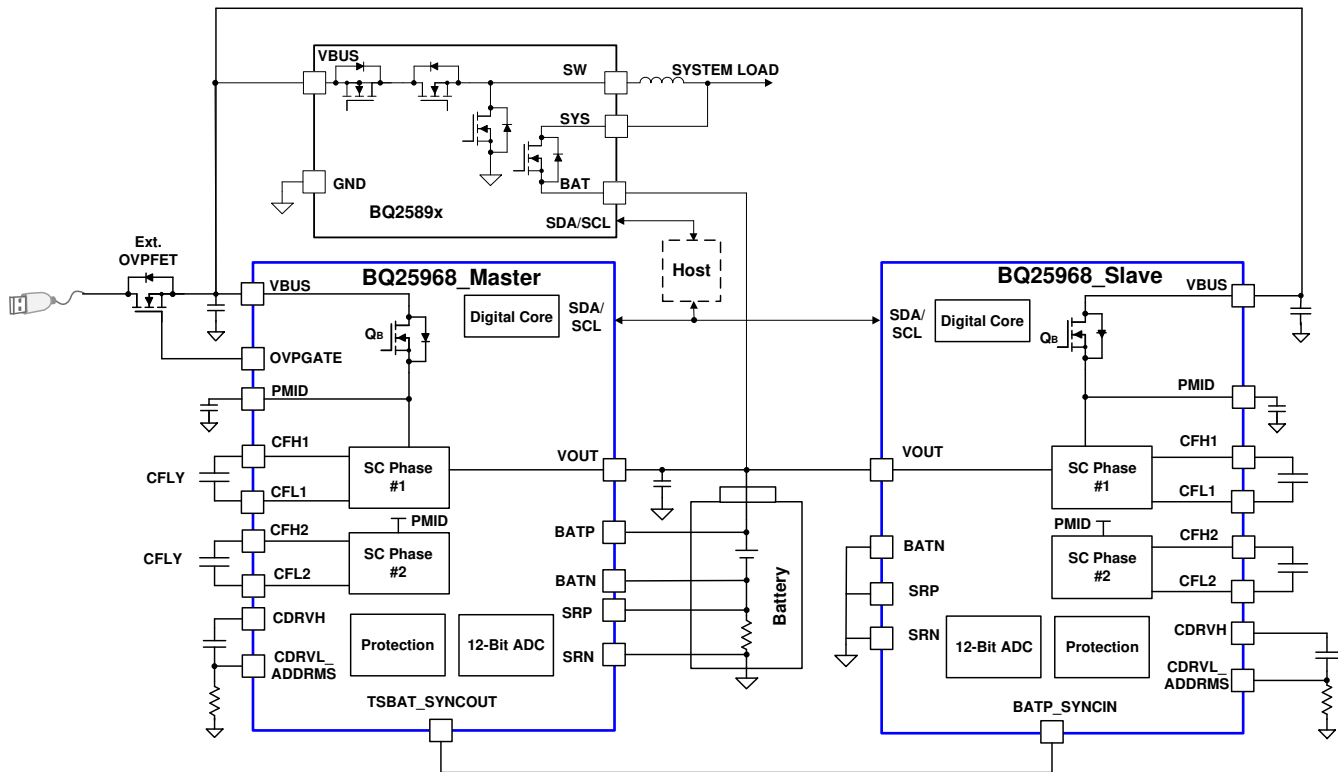 VBUS
SW
SYSTEM LOAD
SYS
GND
BAT
BQ2589x
SDA/SCL
Host
Ext.
OVPFET
BQ25968_Master
VBUS
Digital Core
SDA/
SCL
QB
OVPGATE
PMID
CFH1
SC Phase
#1
VOUT
CFLY
CFL1
PMID
CFH2
SC Phase
#2
CFLY
CFL2
BATP
BATN
SRP
SRN
CDRVH
Protection
12-Bit ADC
CDRVL_
ADDRMS
TSBAT_SYNCOUT
Battery
BQ25968_Slave
VBUS
SDA/
SCL
Digital Core
QB
PMID
VOUT
SC Phase
#1
CFH1
CFL1
PMID
SC Phase
#2
CFH2
CFL2
BATN
SRP
SRN
12-Bit ADC
Protection
CDRVH
CDRVL_
ADDRMS
BATP_SYNCIN